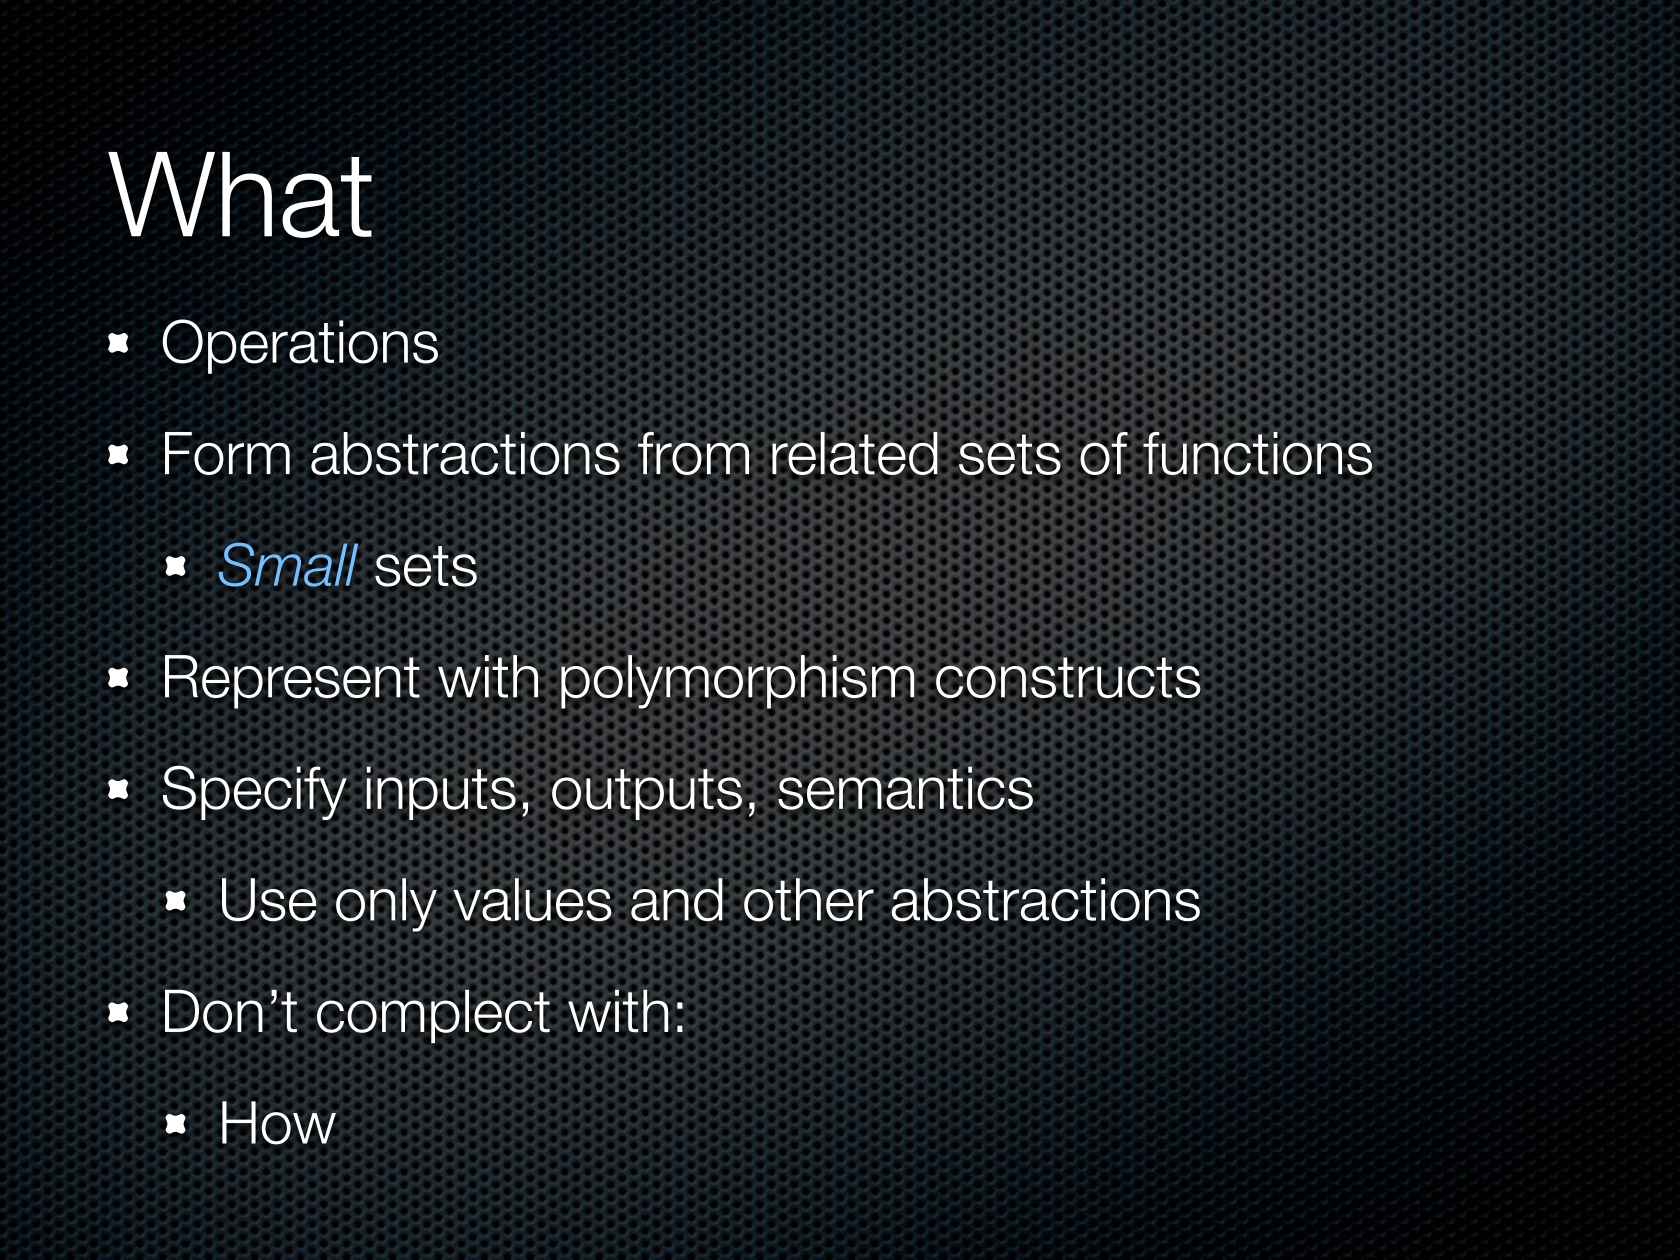 What
Operations
Form abstractions from related sets of functions
Small sets
Represent with polymorphism constructs
Specify inputs, outputs, semantics
Use only values and other abstractions
Don’t complect with:
How